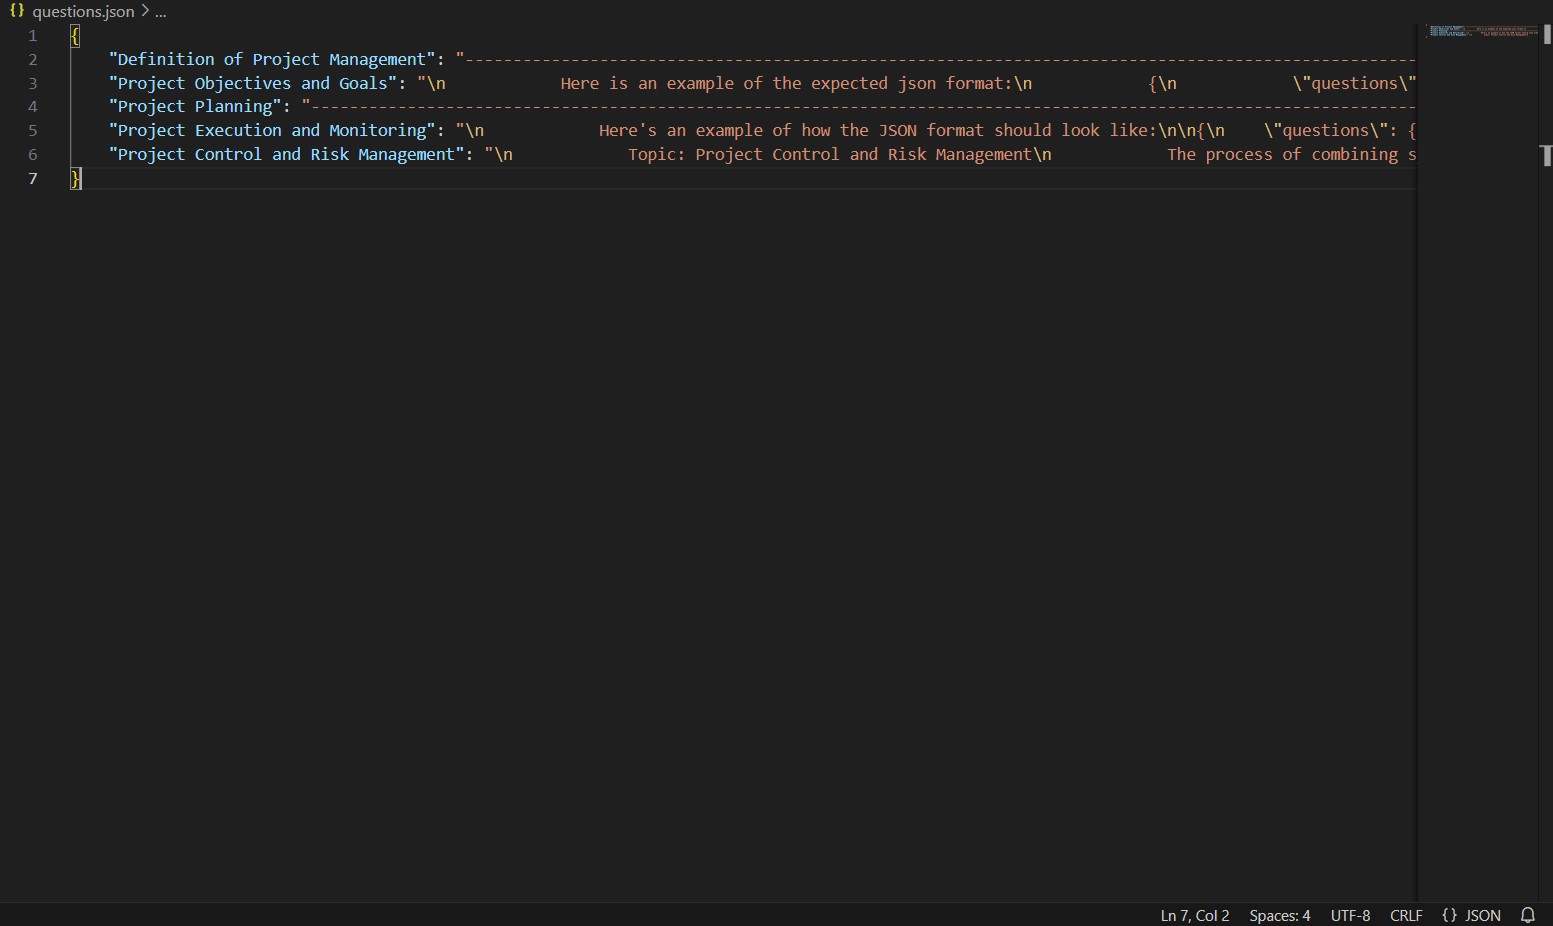 {} questions.json > ...
1 {
2 "Definition of Project Management": "----------------------------------------------------------------------------------------------------
3 "Project Objectives and Goals": "\n            Here is an example of the expected json format:\n            {\n            \"questions\"
4 "Project Planning": "--------------------------------------------------------------------------------------------------------------------
5 "Project Execution and Monitoring": "\n            Here's an example of how the JSON format should look like:\n\n{\n    \"questions\": {
6 "Project Control and Risk Management": "\n            Topic: Project Control and Risk Management\n            The process of combining s
7 }
Ln 7, Col 2 Spaces: 4 UTF-8 CRLF {} JSON